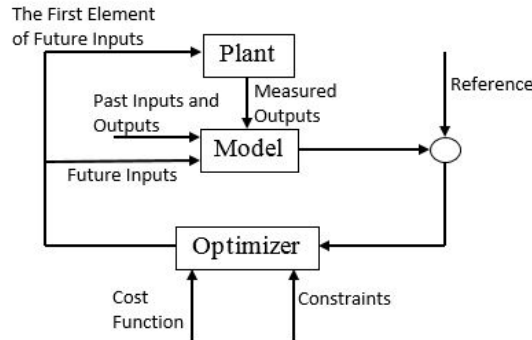 The First Element
of Future Inputs
Plant
Measured
Outputs
Reference
Past Inputs and
Outputs
Model
Future Inputs
Optimizer
Cost
Function
Constraints